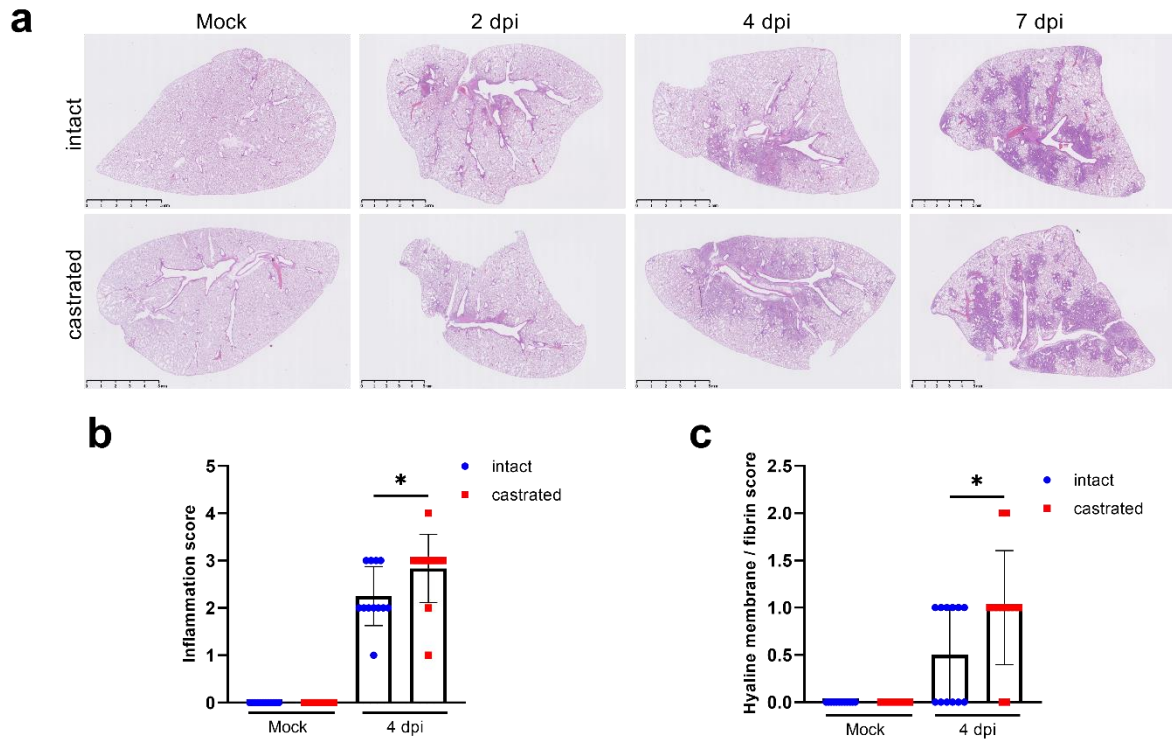 a
Mock 2 dpi 4 dpi 7 dpi
intact
castrated
b
Inflammation score
5
4
3
2
1
0
*
intact
castrated
Mock 4 dpi
c
Hyaline membrane / fibrin score
2.5
2.0
1.5
1.0
0.5
0.0
*
intact
castrated
Mock 4 dpi